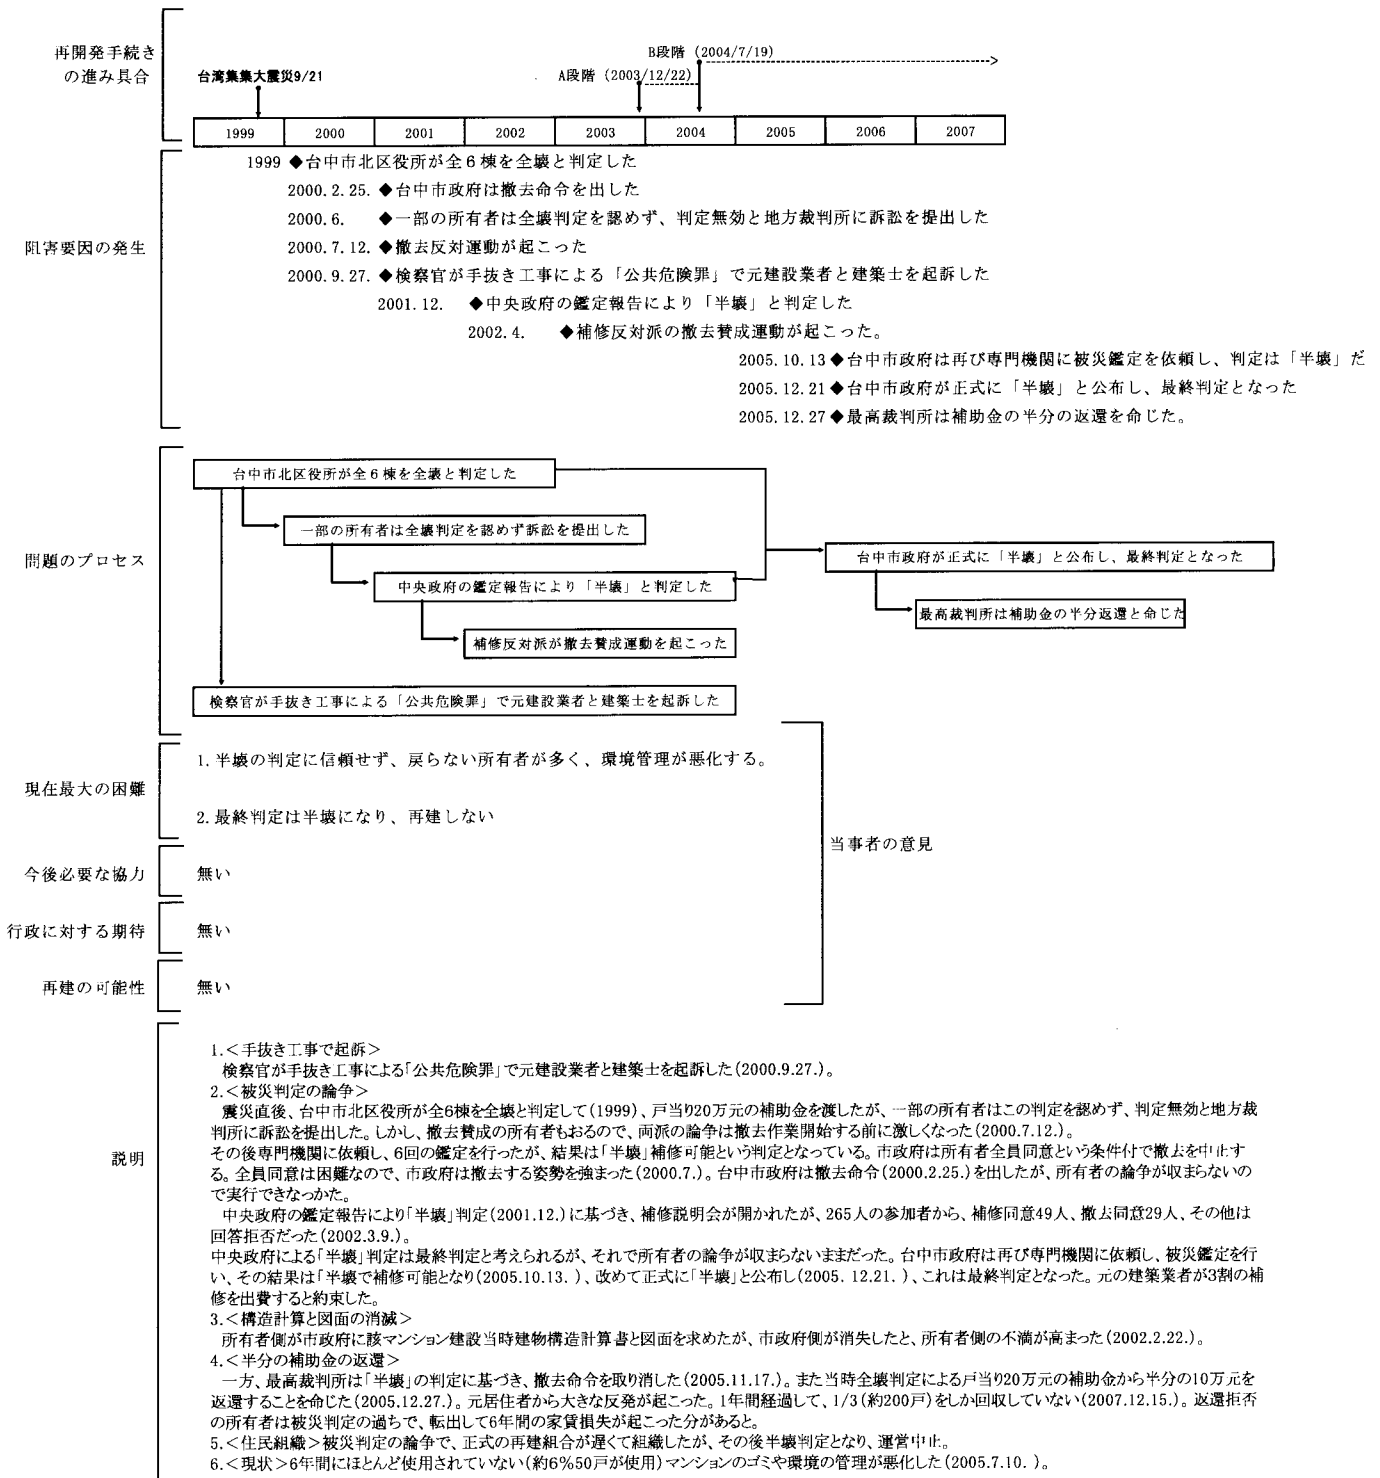 再開発手続き
の進み具合
台湾集集大震災9/21
B段階 (2004/7/19)
A段階 (2003/12/22)
1999 2000 2001 2002 2003 2004 2005 2006 2007
阻害要因の発生
1999 ◆台中市北区役所が全6棟を全壊と判定した
2000.2.25. ◆台中市政府は撤去命令を出した
2000.6. ◆一部の所有者は全壊判定を認めず、判定無効と地方裁判所に訴訟を提出した
2000.7.12. ◆撤去反対運動が起こった
2000.9.27. ◆検察官が手抜き工事による「公共危険罪」で元建設業者と建築士を起訴した
2001.12. ◆中央政府の鑑定報告により「半壊」と判定した
2002.4. ◆補修反対派の撤去賛成運動が起こった。
2005.10.13 ◆台中市政府は再び専門機関に被災鑑定を依頼し、判定は「半壊」だ
2005.12.21 ◆台中市政府が正式に「半壊」と公布し、最終判定となった
2005.12.27 ◆最高裁判所は補助金の半分の返還を命じた。
問題のプロセス
台中市北区役所が全6棟を全壊と判定した
一部の所有者は全壊判定を認めず訴訟を提出した
台中市政府が正式に「半壊」と公布し、最終判定となった
中央政府の鑑定報告により「半壊」と判定した
最高裁判所は補助金の半分返還と命じた
補修反対派が撤去賛成運動を起こった
検察官が手抜き工事による「公共危険罪」で元建設業者と建築士を起訴した
現在最大の困難
1.半壊の判定に信頼せず、戻らない所有者が多く、環境管理が悪化する。
2.最終判定は半壊になり、再建しない
当事者の意見
今後必要な協力
無い
行政に対する期待
無い
再建の可能性
無い
説明
1.<手抜き工事で起訴>
検察官が手抜き工事による「公共危険罪」で元建設業者と建築士を起訴した(2000.9.27.)。
2.<被災判定の論争>
震災直後、台中市北区役所が全6棟を全壊と判定して(1999)、戸当り20万元の補助金を渡したが、一部の所有者はこの判定を認めず、判定無効と地方裁
判所に訴訟を提出した。しかし、撤去賛成の所有者もおるので、両派の論争は撤去作業開始する前に激しくなった(2000.7.12.)。
その後専門機関に依頼し、6回の鑑定を行ったが、結果は「半壊」補修可能という判定となっている。市政府は所有者全員同意という条件付で撤去を中止す
る。全員同意は困難なので、市政府は撤去する姿勢を強まった(2000.7.)。台中市政府は撤去命令(2000.2.25.)を出したが、所有者の論争が収まらないの
で実行できなっかた。
中央政府の鑑定報告により「半壊」判定(2001.12.)に基づき、補修説明会が開かれたが、265人の参加者から、補修同意49人、撤去同意29人、その他は
回答拒否だった(2002.3.9.)。
中央政府による「半壊」判定は最終判定と考えられるが、それで所有者の論争が収まらないままだった。台中市政府は再び専門機関に依頼し、被災鑑定を行
い、その結果は「半壊で補修可能となり(2005.10.13.)、改めて正式に「半壊」と公布し(2005.12.21.)、これは最終判定となった。元の建築業者が3割の補
修を出費すると約束した。
3.<構造計算と図面の消滅>
所有者側が市政府に該マンション建設当時建物構造計算書と図面を求めたが、市政府側が消失したと、所有者側の不満が高まった(2002.2.22.)。
4.<半分の補助金の返還>
一方、最高裁判所は「半壊」の判定に基づき、撤去命令を取り消した(2005.11.17.)。また当時全壊判定による戸当り20万元の補助金から半分の10万元を
返還することを命じた(2005.12.27.)。元居住者から大きな反発が起こった。1年間経過して、1/3(約200戸)をしか回収していない(2007.12.15.)。返還拒否
の所有者は被災判定の過ちで、転出して6年間の家賃損失が起こった分があると。
5.<住民組織>被災判定の論争で、正式の再建組合が遅くて組織したが、その後半壊判定となり、運営中止。
6.<現状>6年間にほとんど使用されていない(約6%50戸が使用)マンションのゴミや環境の管理が悪化した(2005.7.10.)。